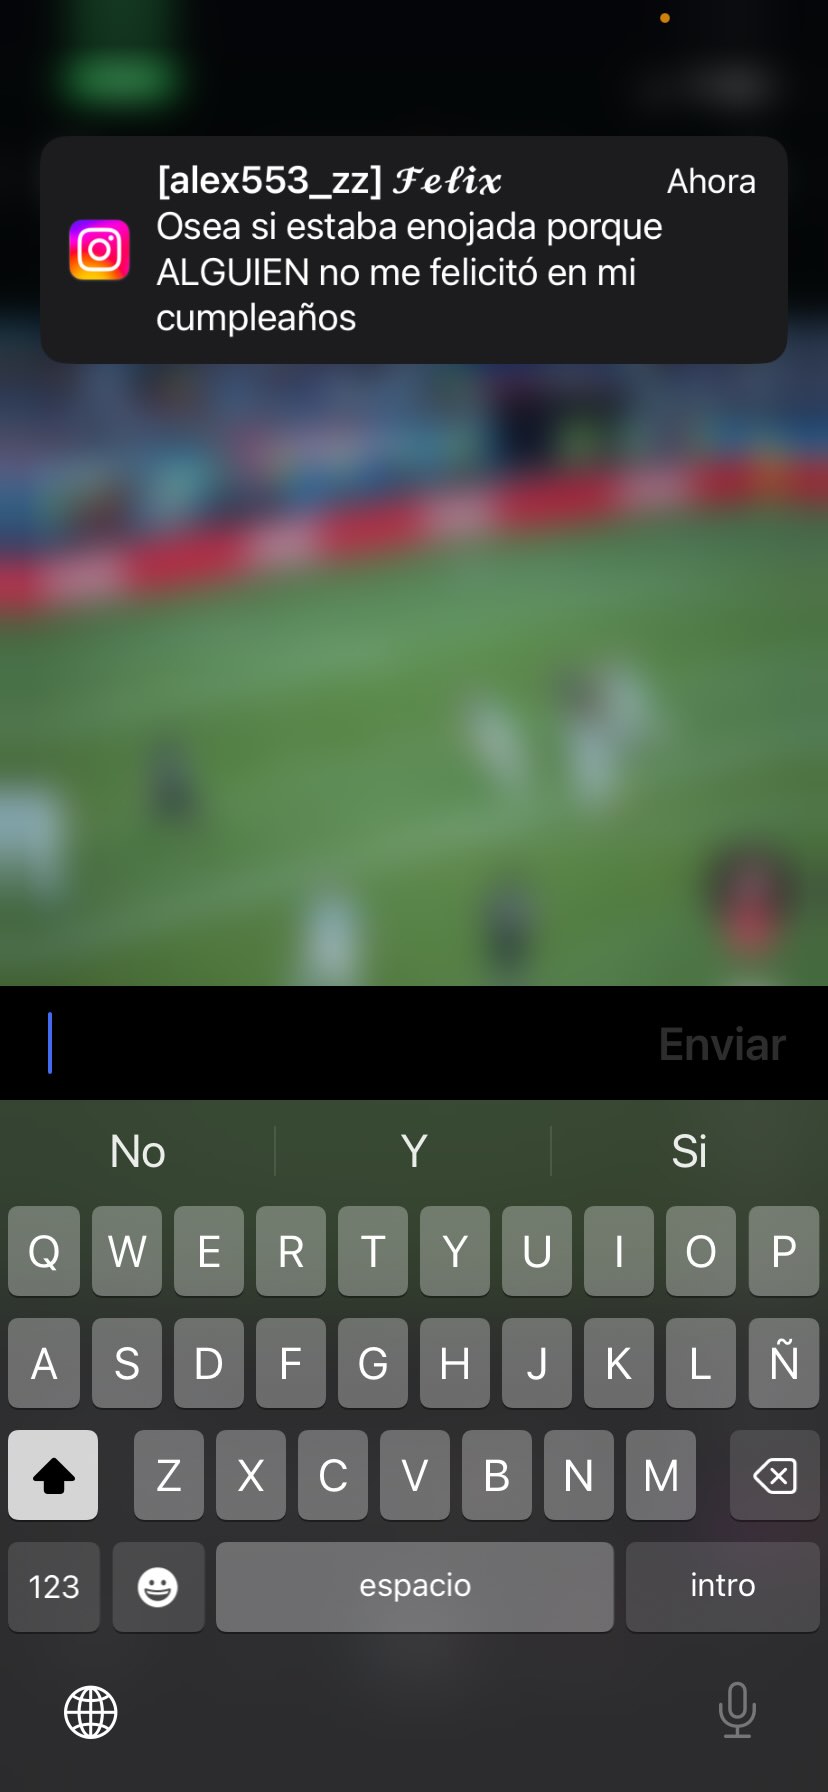 [alex553_zz] 𝓕𝓮𝓵𝓲𝔁 Ahora
Osea si estaba enojada porque
ALGUIEN no me felicitó en mi
cumpleaños
Enviar
No Y Si
Q W E R T Y U I O P
A S D F G H J K L Ñ
Z X C V B N M
123 espacio intro